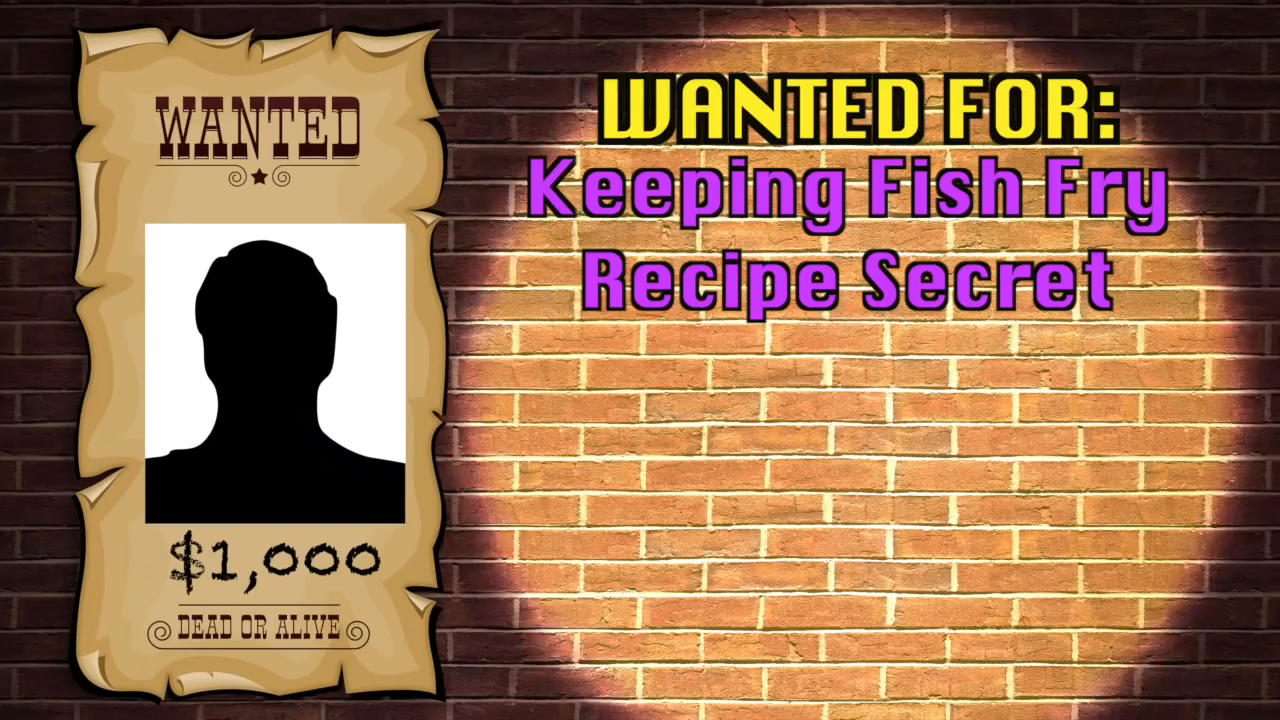 WANTED
$1,000
DEAD OR ALIVE
WANTED FOR:
Keeping Fish Fry
Recipe Secret